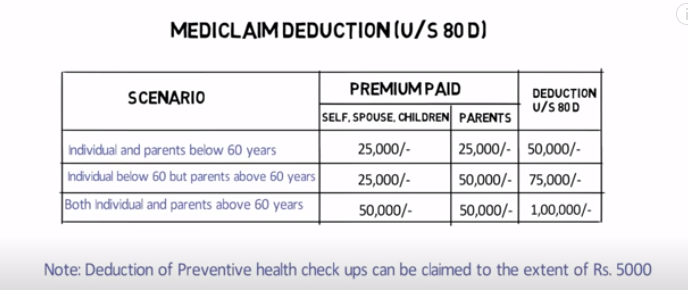 MEDICLAIM DEDUCTION (U/S 80 D)
SCENARIO
PREMIUM PAID
DEDUCTION
U/S 80 D
SELF, SPOUSE, CHILDREN PARENTS
Individual and parents below 60 years 25,000/- 25,000/- 50,000/-
Individual below 60 but parents above 60 years 25,000/- 50,000/- 75,000/-
Both individual and parents above 60 years 50,000/- 50,000/- 1,00,000/-
Note: Deduction of Preventive health check ups can be claimed to the extent of Rs. 5000